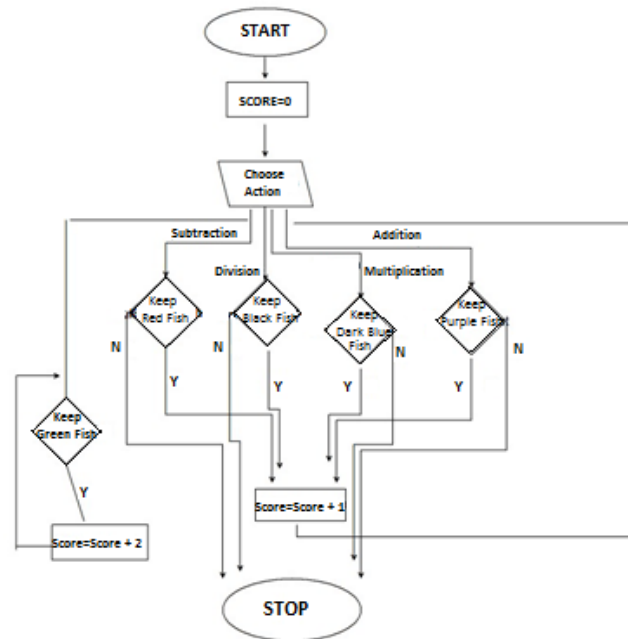 START
SCORE=0
Choose
Action
Subtraction
Addition
Division
Multiplication
Keep
Red Fish
Keep
Black Fish
Keep
Dark Blue
Fish
Keep
Purple Fish
N
N
N
N
Y
Y
Y
Y
Keep
Green Fish
Y
Score=Score + 1
Score=Score + 2
STOP